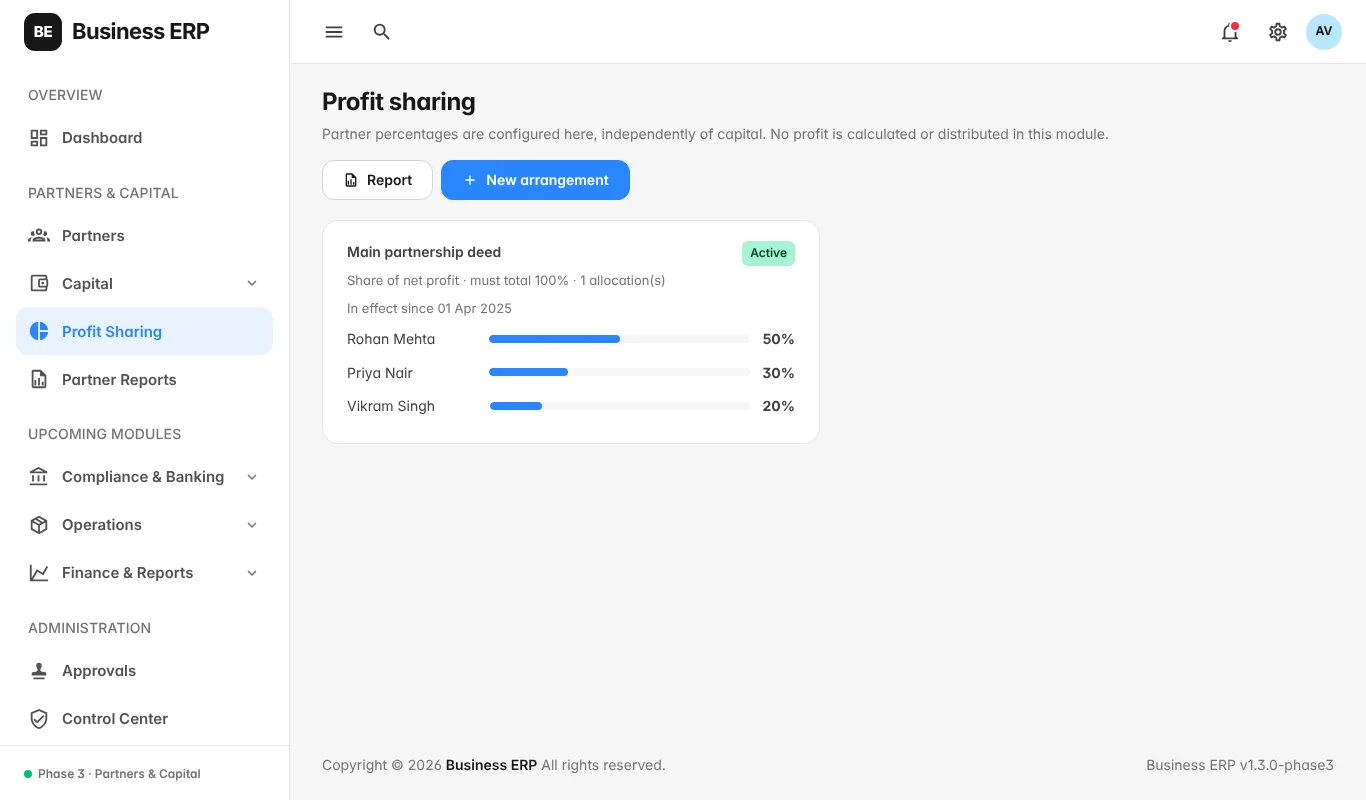 BE Business ERP
AV
OVERVIEW
Dashboard
PARTNERS & CAPITAL
Partners
Capital
Profit Sharing
Partner Reports
UPCOMING MODULES
Compliance & Banking
Operations
Finance & Reports
ADMINISTRATION
Approvals
Control Center
Phase 3 · Partners & Capital
Profit sharing
Partner percentages are configured here, independently of capital. No profit is calculated or distributed in this module.
Report + New arrangement
Main partnership deed Active
Share of net profit · must total 100% · 1 allocation(s)
In effect since 01 Apr 2025
Rohan Mehta 50%
Priya Nair 30%
Vikram Singh 20%
Copyright © 2026 Business ERP All rights reserved. Business ERP v1.3.0-phase3